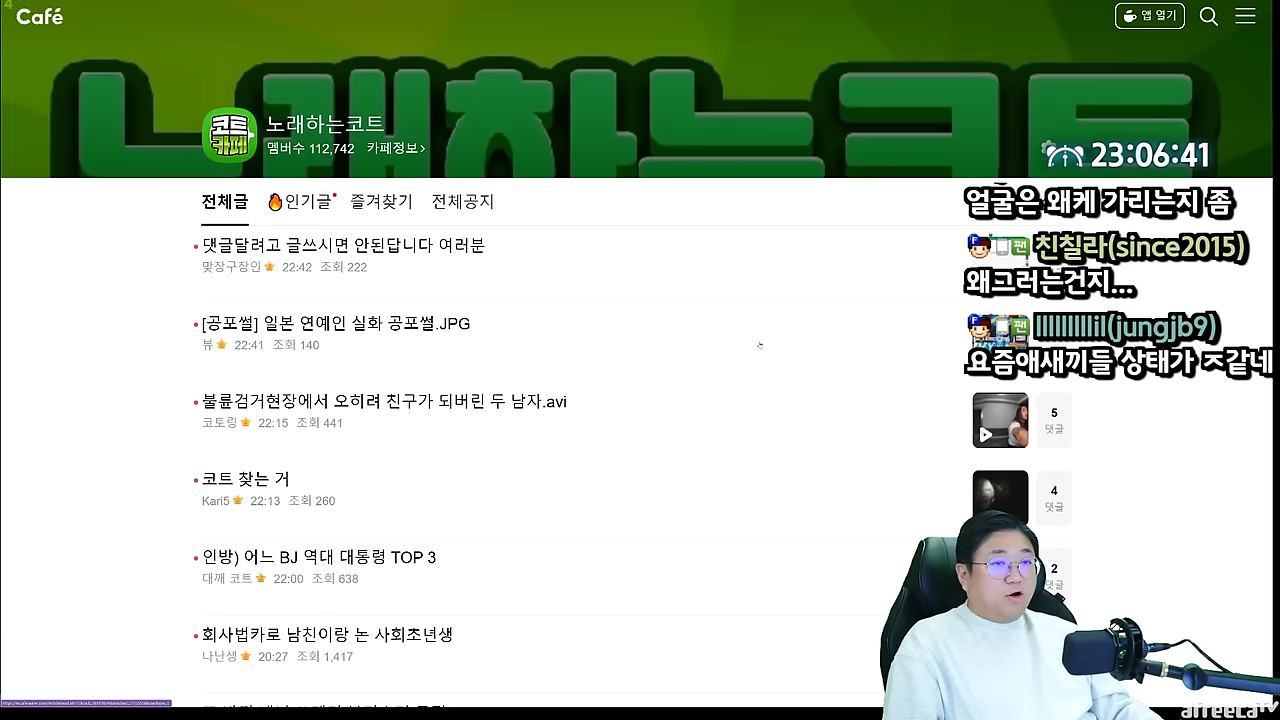 Café
앱 열기
노래하는코트
코트
카페
노래하는코트
멤버수 112,742 카페정보
23:06:41
전체글 인기글 즐겨찾기 전체공지
댓글달려고 글쓰시면 안된답니다 여러분
맞장구장인 22:42 조회 222
[공포썰] 일본 연예인 실화 공포썰.JPG
뷰 22:41 조회 140
불륜검거현장에서 오히려 친구가 되버린 두 남자.avi
코토링 22:15 조회 441
5
댓글
코트 찾는 거
Kari5 22:13 조회 260
4
댓글
인방) 어느 BJ 역대 대통령 TOP 3
대깨 코트 22:00 조회 638
2
댓글
회사법카로 남친이랑 논 사회초년생
나난생 20:27 조회 1,417
얼굴은 왜케 가리는지 좀
팬 친칠라(since2015)
왜그러는건지...
팬 lllllllllil(jungjb9)
요즘애새끼들 상태가 ㅈ같네
afreecaTV